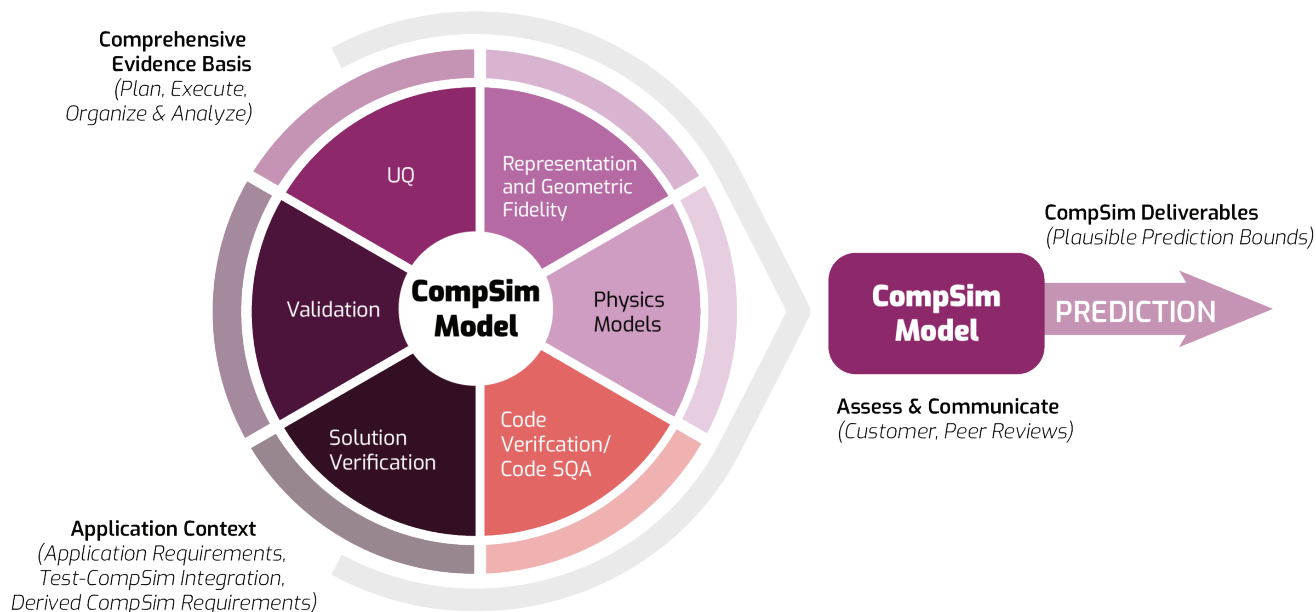 Comprehensive
Evidence Basis
(Plan, Execute,
Organize & Analyze)
UQ
Representation
and Geometric
Fidelity
Validation
CompSim
Model
Physics
Models
Solution
Verification
Code
Verifcation/
Code SQA
Application Context
(Application Requirements,
Test-CompSim Integration,
Derived CompSim Requirements)
CompSim
Model
CompSim Deliverables
(Plausible Prediction Bounds)
PREDICTION
Assess & Communicate
(Customer, Peer Reviews)